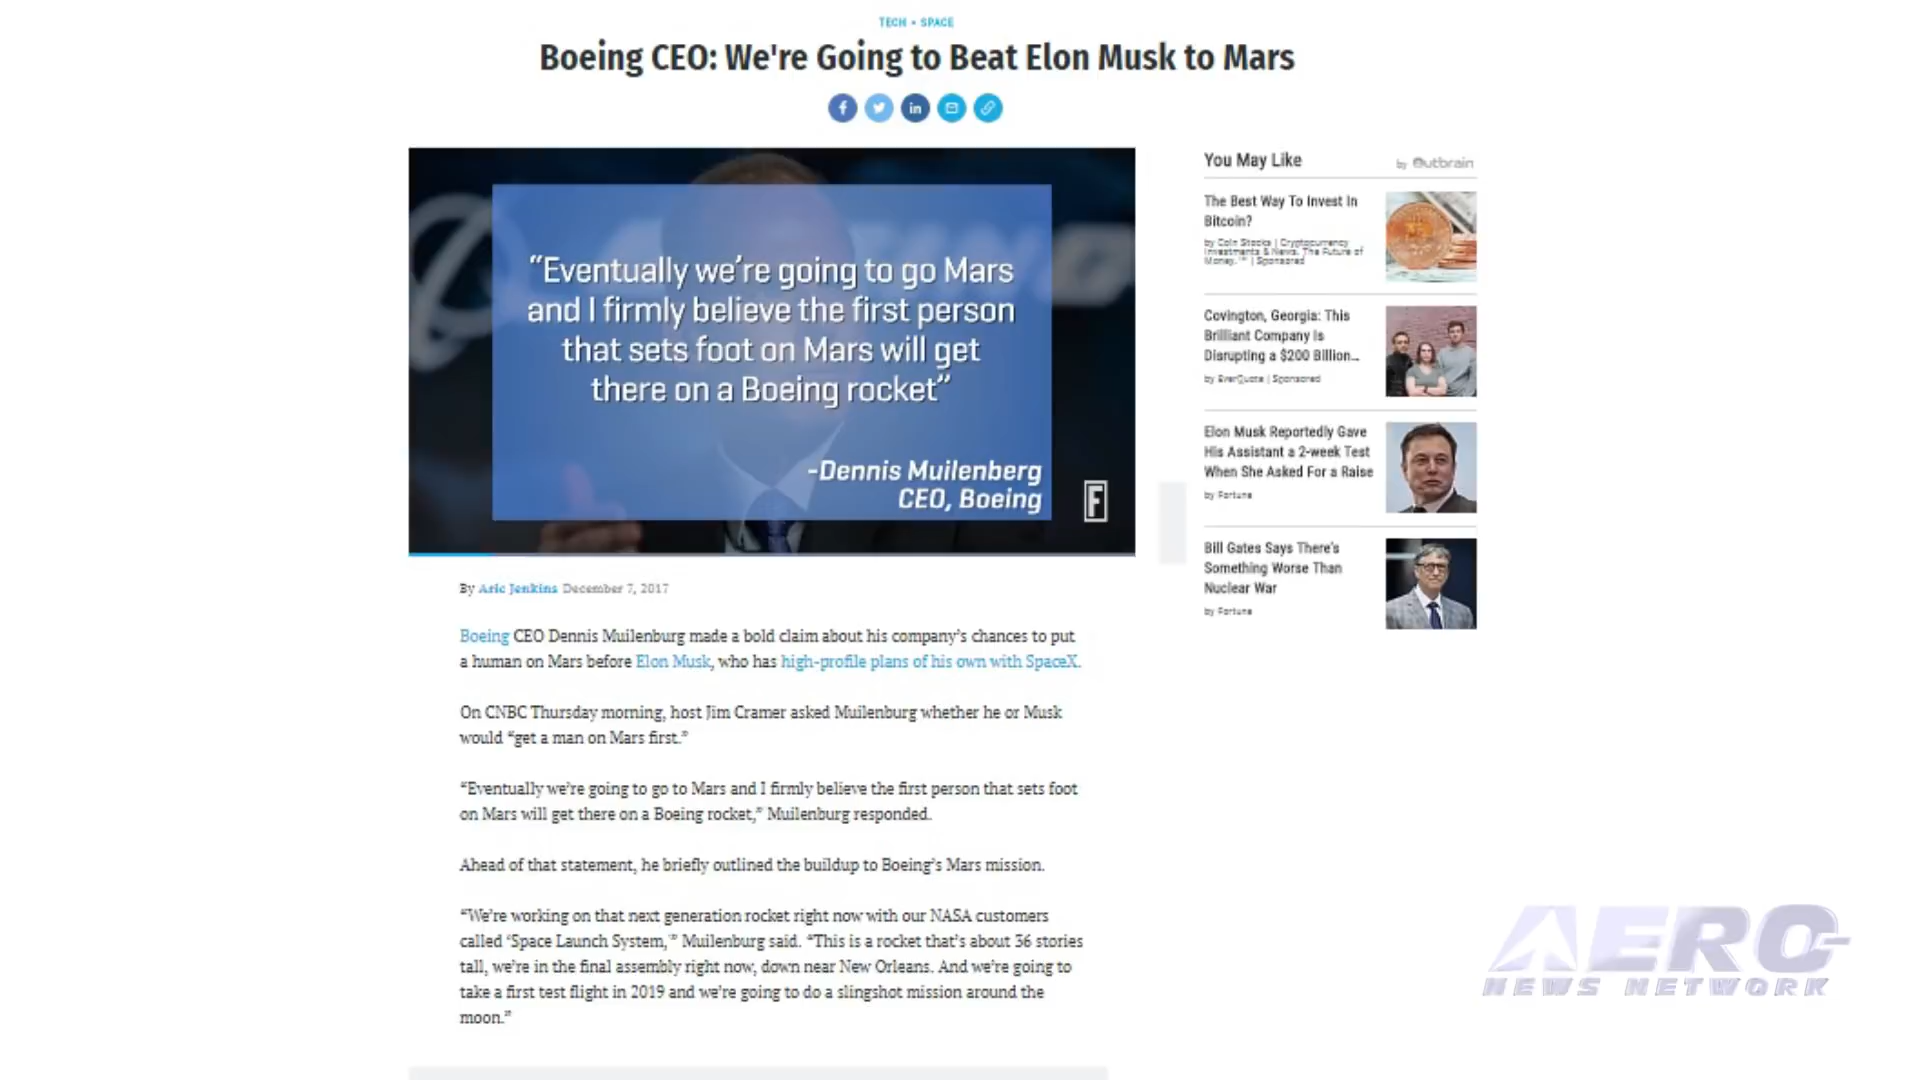 TECH • SPACE
Boeing CEO: We're Going to Beat Elon Musk to Mars
“Eventually we’re going to go Mars
and I firmly believe the first person
that sets foot on Mars will get
there on a Boeing rocket”
-Dennis Muilenberg
CEO, Boeing
F
By Aric Jenkins December 7, 2017
Boeing CEO Dennis Muilenburg made a bold claim about his company’s chances to put
a human on Mars before Elon Musk, who has high-profile plans of his own with SpaceX.
On CNBC Thursday morning, host Jim Cramer asked Muilenburg whether he or Musk
would “get a man on Mars first.”
“Eventually we’re going to go to Mars and I firmly believe the first person that sets foot
on Mars will get there on a Boeing rocket,” Muilenburg responded.
Ahead of that statement, he briefly outlined the buildup to Boeing’s Mars mission.
“We’re working on that next generation rocket right now with our NASA customers
called ‘Space Launch System,’” Muilenburg said. “This is a rocket that’s about 36 stories
tall, we’re in the final assembly right now, down near New Orleans. And we’re going to
take a first test flight in 2019 and we’re going to do a slingshot mission around the
moon.”
You May Like
by Outbrain
The Best Way To Invest In
Bitcoin?
by Coin Stocks | Cryptocurrency
Investments & News. The Future of
Money.™ | Sponsored
Covington, Georgia: This
Brilliant Company Is
Disrupting a $200 Billion...
by EverQuote | Sponsored
Elon Musk Reportedly Gave
His Assistant a 2-week Test
When She Asked For a Raise
by Fortune
Bill Gates Says There's
Something Worse Than
Nuclear War
by Fortune
AERO-
NEWS NETWORK